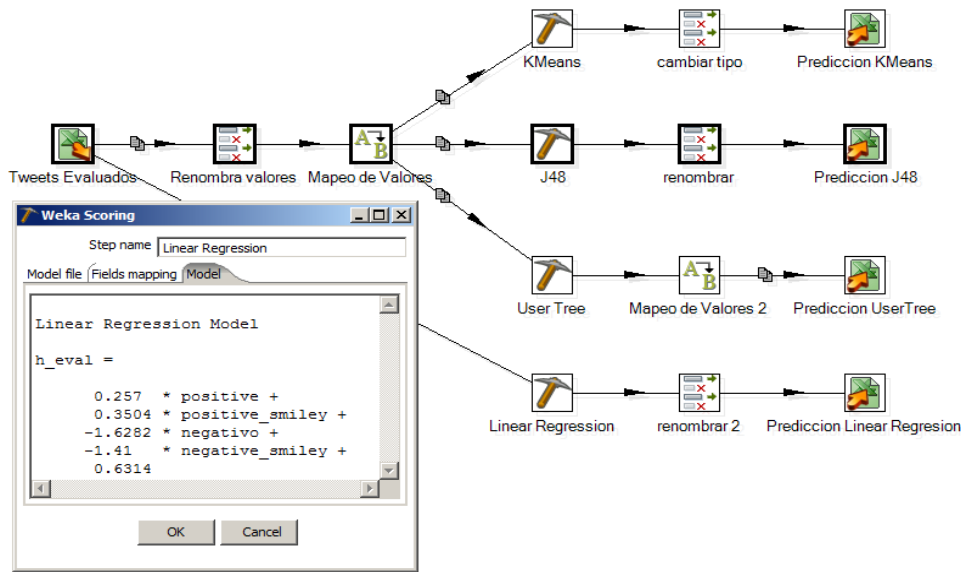 KMeans
cambiar tipo
Prediccion KMeans
Tweets Evaluados
Renombra valores
A
B
Mapeo de Valores
J48
renombrar
Prediccion J48
Weka Scoring
Step name Linear Regression
Model file Fields mapping Model
Linear Regression Model
h_eval =
0.257 * positive +
0.3504 * positive_smiley +
-1.6282 * negativo +
-1.41 * negative_smiley +
0.6314
OK Cancel
User Tree
A
B
Mapeo de Valores 2
Prediccion UserTree
Linear Regression
renombrar 2
Prediccion Linear Regresion